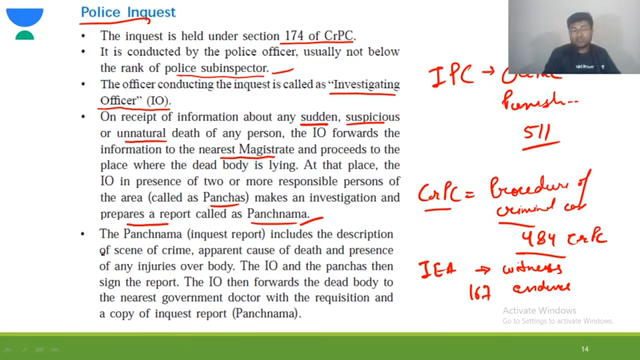 Police Inquest
• The inquest is held under section 174 of CrPC.
• It is conducted by the police officer, usually not below
the rank of police subinspector.
• The officer conducting the inquest is called as "Investigating
Officer" (IO)
• On receipt of information about any sudden, suspicious
or unnatural death of any person, the IO forwards the
information to the nearest Magistrate and proceeds to
the place where the dead body is lying. At that place, the
IO in presence of two or more responsible persons of
the area (called as Panchas) makes an investigation and
prepares a report called as Panchnama.
• The Panchnama (inquest report) includes the description
of scene of crime, apparent cause of death and
presence of any injuries over body. The IO and the panchas then
sign the report. The IO then forwards the dead body to
the nearest government doctor with the requisition and
a copy of inquest report (Panchnama).
IPC →
Punish..
511
CrPC = Procedure of
criminal
484 CrPC
IEA → witness
167
Activate Windows
Go to Settings to activate Windows.
14